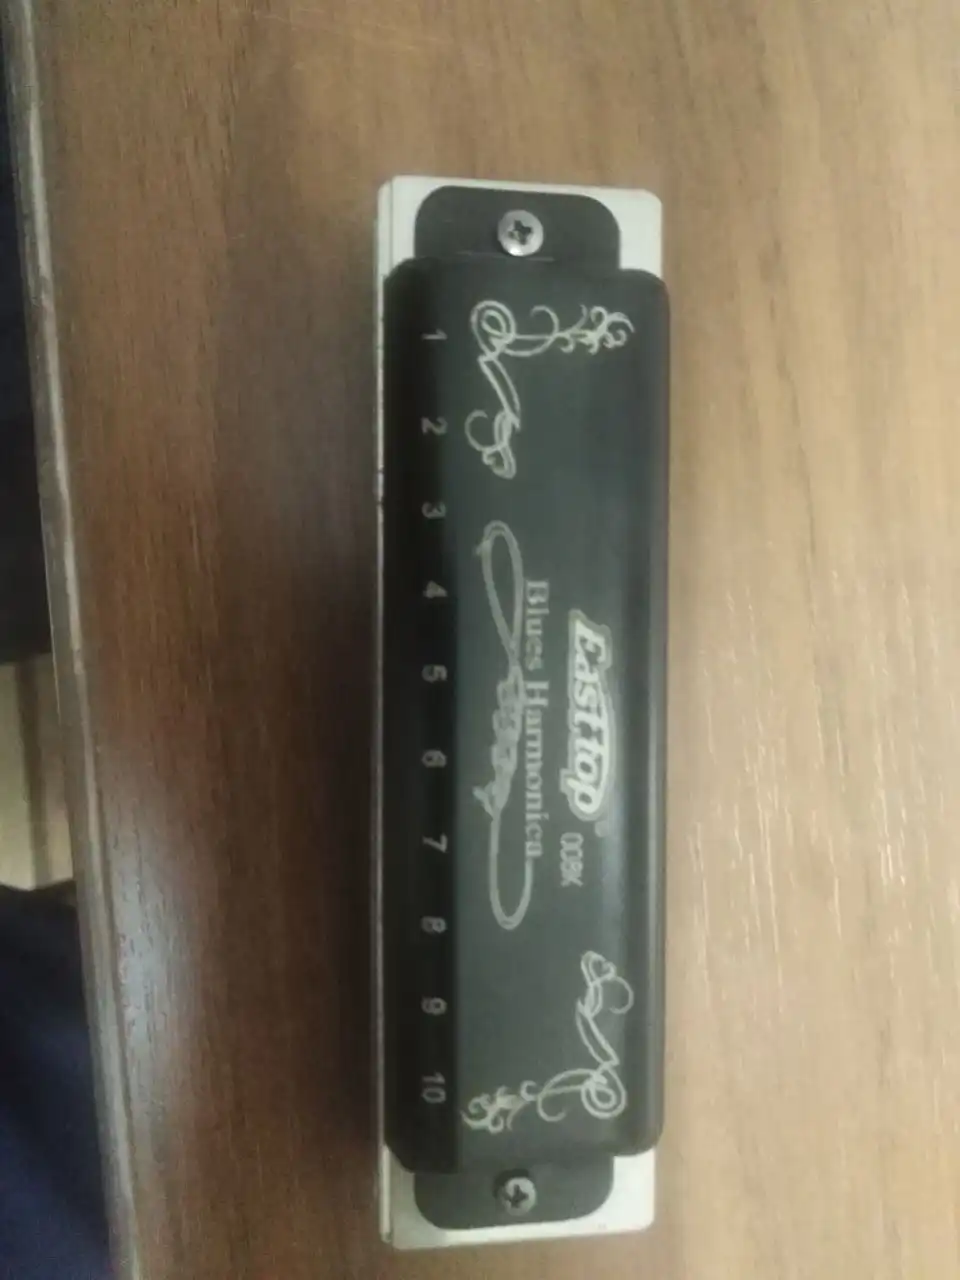 East top 008K
Blues Harmonica
1 2 3 4 5 6 7 8 9 10